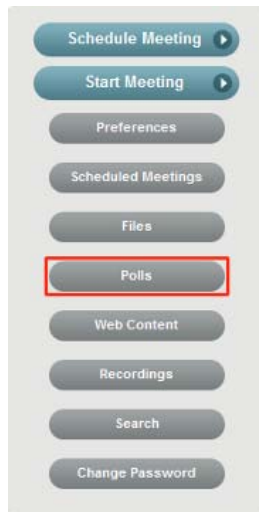 Schedule Meeting
Start Meeting
Preferences
Scheduled Meetings
Files
Polls
Web Content
Recordings
Search
Change Password